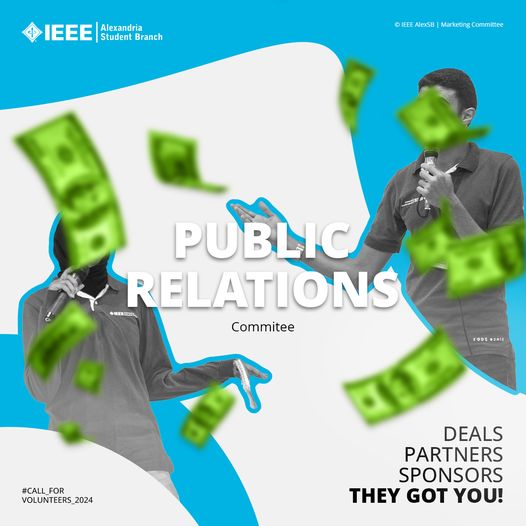 IEEE
Alexandria
Student Branch
© IEEE AlexSB | Marketing Committee
PUBLIC
RELATIONS
Commitee
DEALS
PARTNERS
SPONSORS
THEY GOT YOU!
#CALL_FOR
VOLUNTEERS_2024